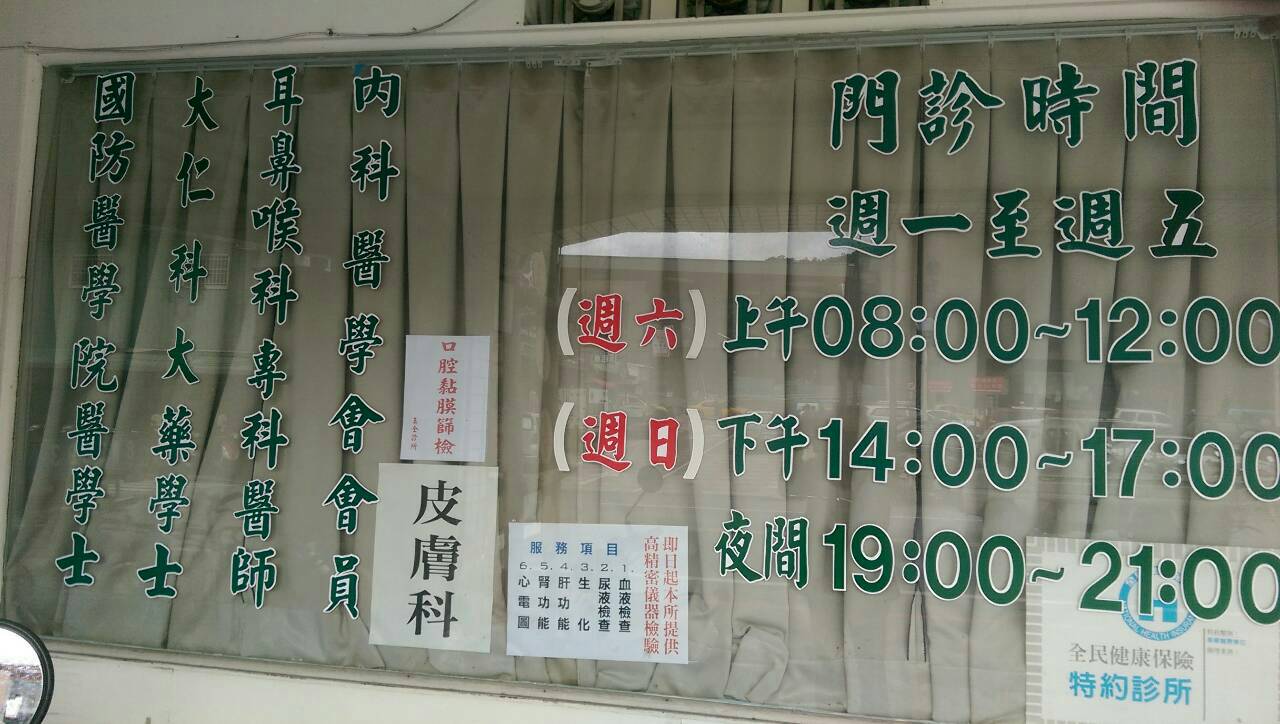 門診時間
週一至週五
(週六)上午08:00~12:00
(週日)下午14:00~17:00
夜間19:00~21:00
內科醫學會會員
耳鼻喉科專科醫師
大仁科大藥學士
國防醫學院醫學士
口腔黏膜篩檢
皮膚科
即日起本所提供
高精密儀器檢驗
服務項目
1.血液檢查
2.尿液檢查
3.生化
4.肝功能
5.腎功能
6.心電圖
全民健康保險
特約診所